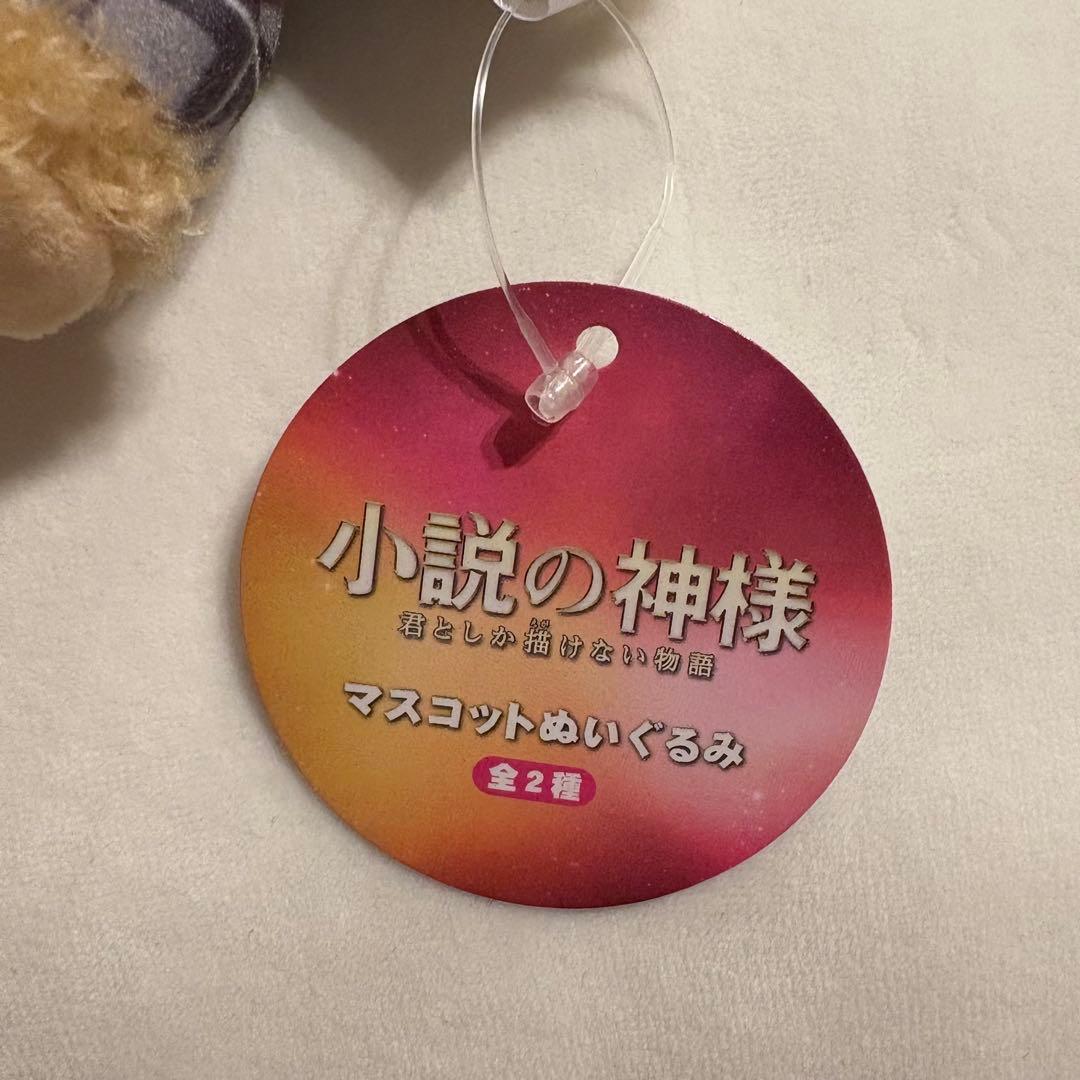 小説の神様
君としか描けない物語
マスコットぬいぐるみ
全2種